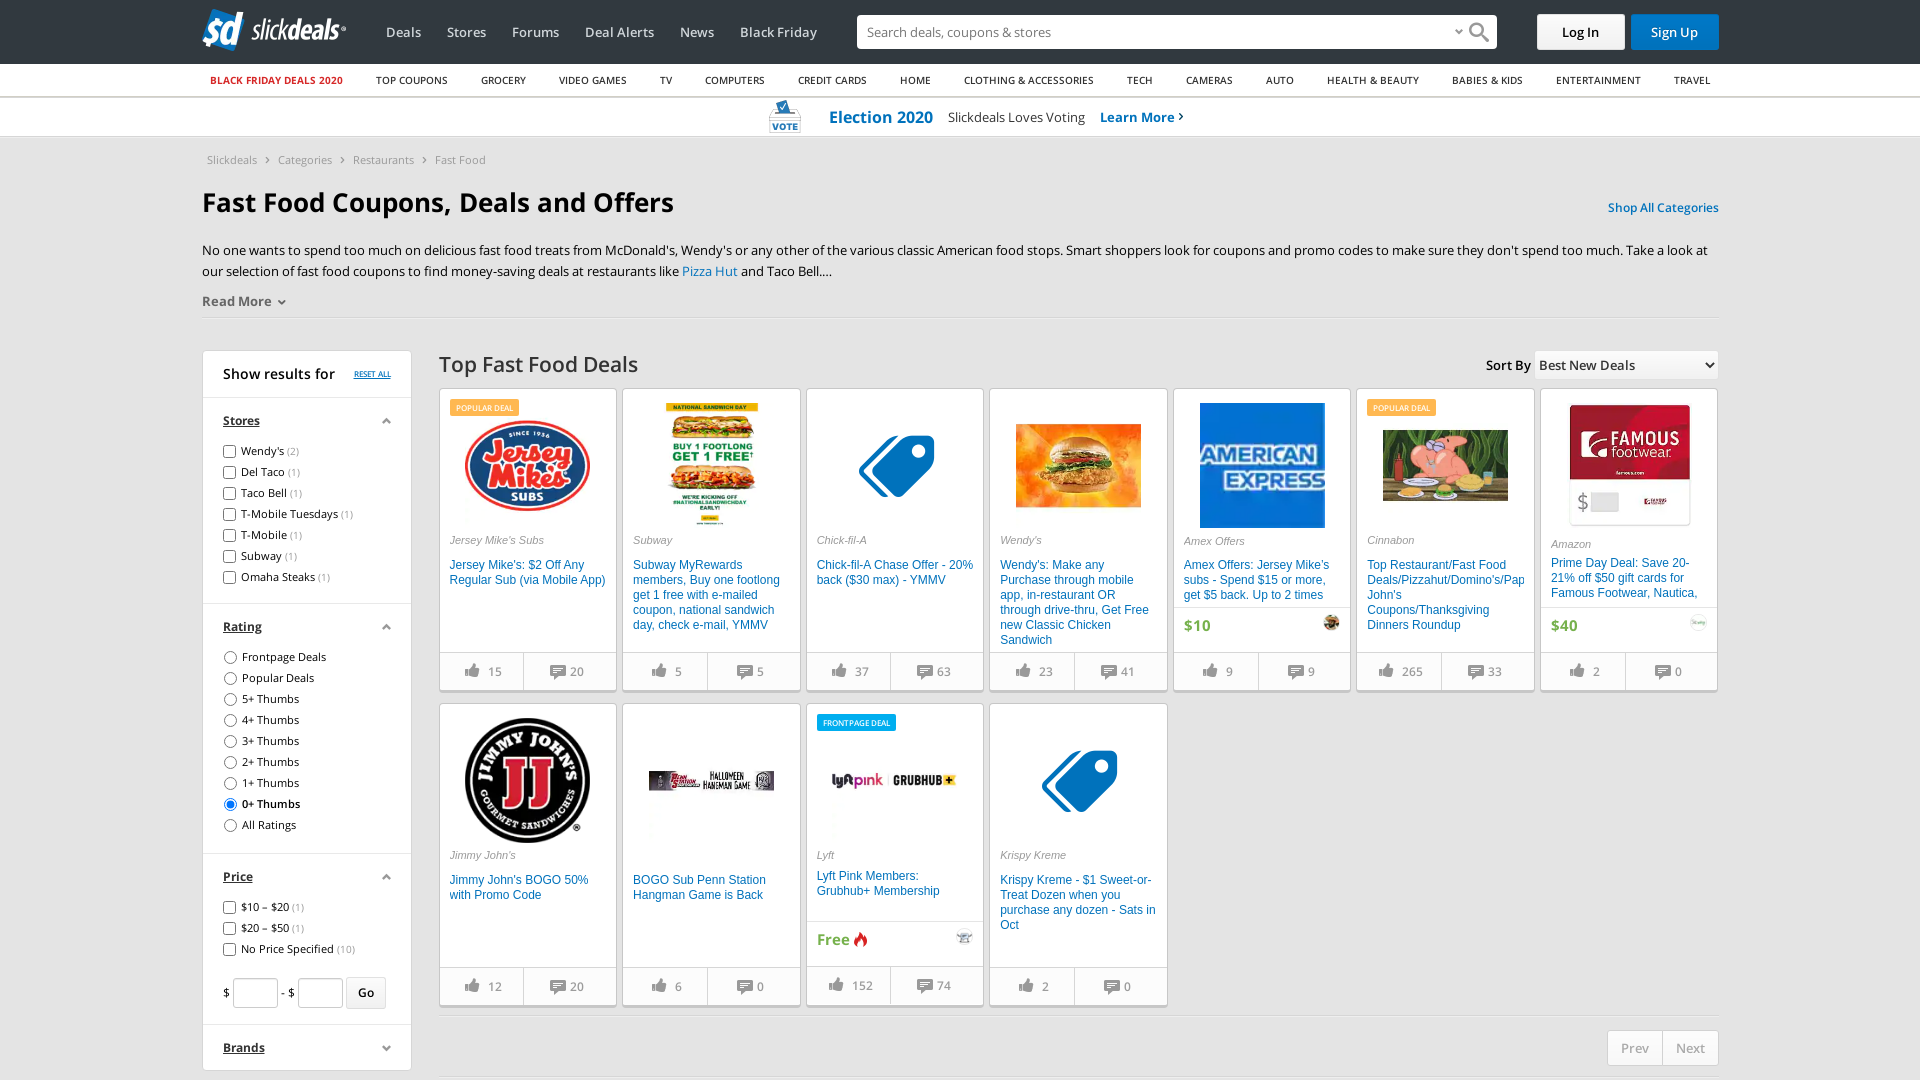 slickdeals
Deals
Stores
Forums
Deal Alerts
News
Black Friday
Search deals, coupons & stores
Log In
Sign Up
BLACK FRIDAY DEALS 2020
TOP COUPONS
GROCERY
VIDEO GAMES
TV
COMPUTERS
CREDIT CARDS
HOME
CLOTHING & ACCESSORIES
TECH
CAMERAS
AUTO
HEALTH & BEAUTY
BABIES & KIDS
ENTERTAINMENT
TRAVEL
VOTE
Election 2020
Slickdeals Loves Voting
Learn More
Slickdeals
Categories
Restaurants
Fast Food
Fast Food Coupons, Deals and Offers
Shop All Categories
No one wants to spend too much on delicious fast food treats from McDonald's, Wendy's or any other of the various classic American food stops. Smart shoppers look for coupons and promo codes to make sure they don't spend too much. Take a look at
our selection of fast food coupons to find money-saving deals at restaurants like Pizza Hut and Taco Bell....
Read More
Show results for
RESET ALL
Stores
Wendy's (2)
Del Taco (1)
Taco Bell (1)
T-Mobile Tuesdays (1)
T-Mobile (1)
Subway (1)
Omaha Steaks (1)
Rating
Frontpage Deals
Popular Deals
5+ Thumbs
4+ Thumbs
3+ Thumbs
2+ Thumbs
1+ Thumbs
0+ Thumbs
All Ratings
Price
$10 – $20 (1)
$20 – $50 (1)
No Price Specified (10)
$ - $
Go
Brands
Top Fast Food Deals
Sort By
Best New Deals
POPULAR DEAL
SINCE 1956
Jersey Mike's
SUBS
Jersey Mike's Subs
Jersey Mike's: $2 Off Any
Regular Sub (via Mobile App)
15
20
NATIONAL SANDWICH DAY
BUY 1 FOOTLONG
GET 1 FREE†
WE'RE KICKING OFF
#NATIONALSANDWICHDAY
EARLY!
Subway
Subway MyRewards
members, Buy one footlong
get 1 free with e-mailed
coupon, national sandwich
day, check e-mail, YMMV
5
5
Chick-fil-A
Chick-fil-A Chase Offer - 20%
back ($30 max) - YMMV
37
63
Wendy's
Wendy's: Make any
Purchase through mobile
app, in-restaurant OR
through drive-thru, Get Free
new Classic Chicken
Sandwich
23
41
AMERICAN
EXPRESS
Amex Offers
Amex Offers: Jersey Mike's
subs - Spend $15 or more,
get $5 back. Up to 2 times
$10
9
9
POPULAR DEAL
Cinnabon
Top Restaurant/Fast Food
Deals/Pizzahut/Domino's/Pap
John's
Coupons/Thanksgiving
Dinners Roundup
265
33
FAMOUS
footwear
famous.com
$
Amazon
Prime Day Deal: Save 20-
21% off $50 gift cards for
Famous Footwear, Nautica,
$40
2
0
JIMMY JOHN'S
JJ
GOURMET SANDWICHES
Jimmy John's
Jimmy John's BOGO 50%
with Promo Code
12
20
HALLOWEEN
HANGMAN GAME
BOGO Sub Penn Station
Hangman Game is Back
6
0
FRONTPAGE DEAL
lyft pink
GRUBHUB+
Lyft
Lyft Pink Members:
Grubhub+ Membership
Free
152
74
Krispy Kreme
Krispy Kreme - $1 Sweet-or-
Treat Dozen when you
purchase any dozen - Sats in
Oct
2
0
Prev
Next